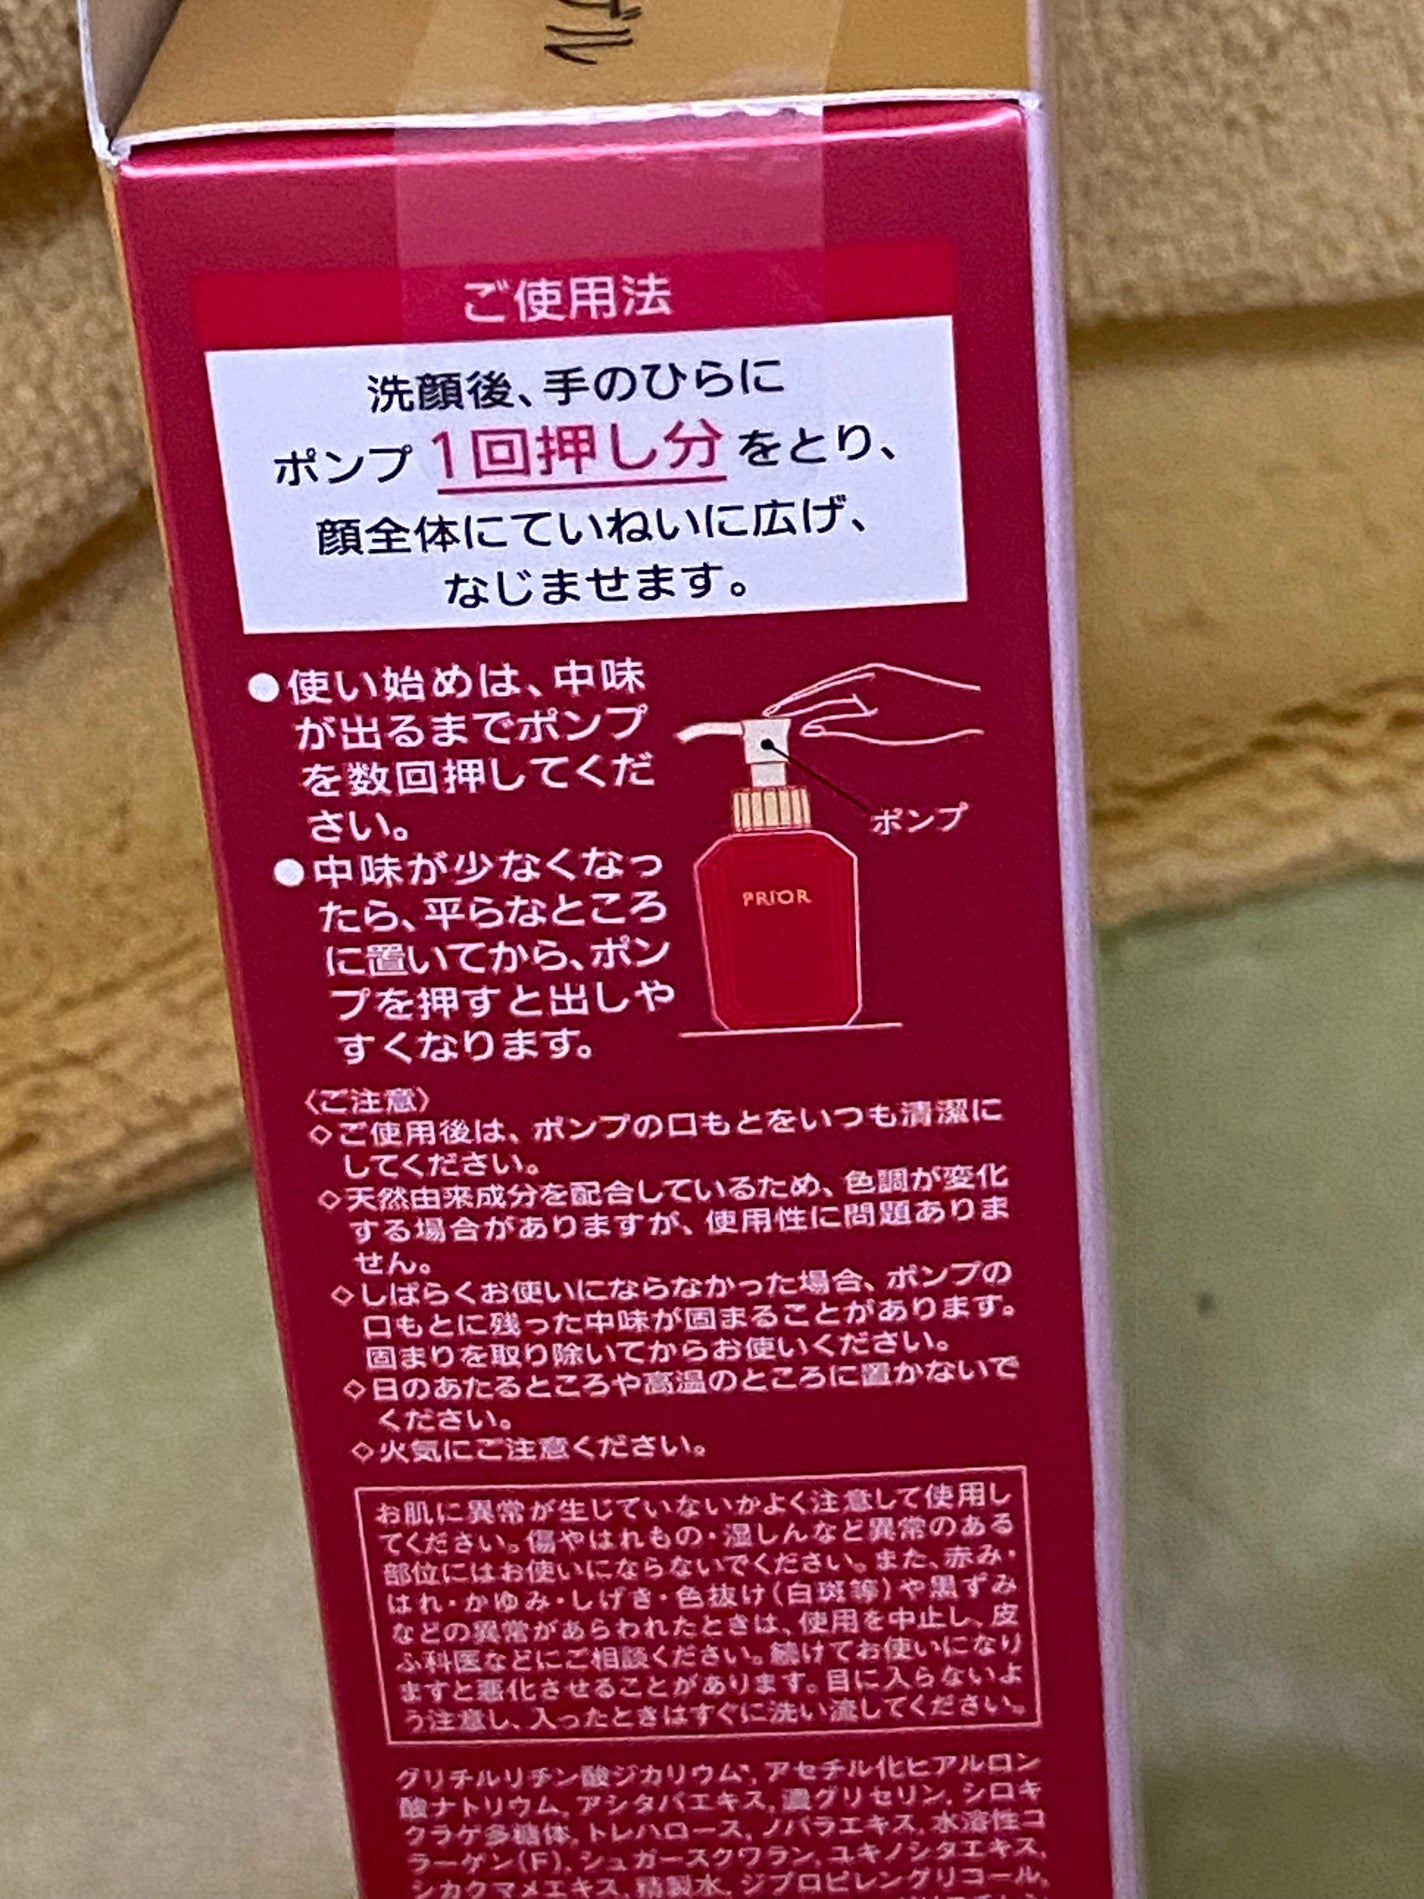 ゲル
ご使用法
洗顔後、手のひらに
ポンプ1回押し分をとり、
顔全体にていねいに広げ、
なじませます。
●使い始めは、中味
が出るまでポンプ
を数回押してくだ
さい。
●中味が少なくなっ
たら、平らなところ
に置いてから、ポン
プを押すと出しや
すくなります。
ポンプ
PRIOR
〈ご注意〉
◇ご使用後は、ポンプの口もとをいつも清潔に
してください。
◇天然由来成分を配合しているため、色調が変化
する場合がありますが、使用性に問題ありま
せん。
◇しばらくお使いにならなかった場合、ポンプの
口もとに残った中味が固まることがあります。
固まりを取り除いてからお使いください。
◇日のあたるところや高温のところに置かないで
ください。
◇火気にご注意ください。
お肌に異常が生じていないかよく注意して使用し
てください。傷やはれもの・湿しんなど異常のある
部位にはお使いにならないでください。また、赤み・
はれ・かゆみ・しげき・色抜け(白斑等)や黒ずみ
などの異常があらわれたときは、使用を中止し、皮
ふ科医などにご相談ください。続けてお使いになり
ますと悪化させることがあります。目に入らないよ
う注意し、入ったときはすぐに洗い流してください。
グリチルリチン酸ジカリウム*, アセチル化ヒアルロン
酸ナトリウム, アシタバエキス, 濃グリセリン, シロキ
クラゲ多糖体, トレハロース, ノバラエキス, 水溶性コ
ラーゲン(F), シュガースクワラン, ユキノシタエキス,
シカクマメエキス, 精製水, ジプロピレングリコール,